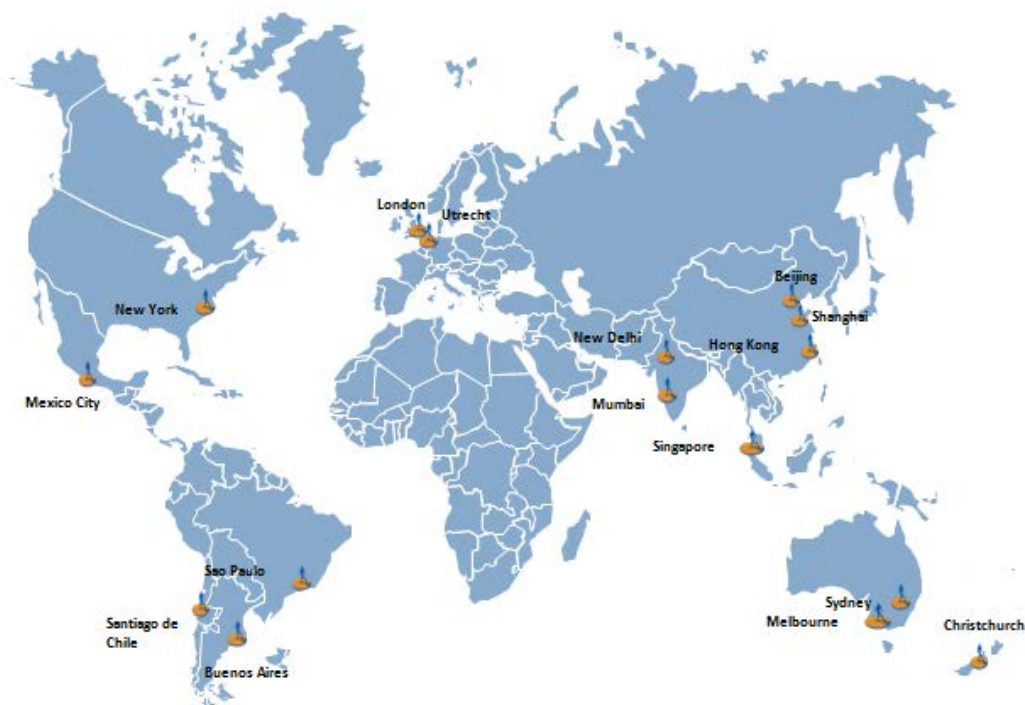 London
Utrecht
Beijing
New York
Shanghai
New Delhi
Hong Kong
Mexico City
Mumbai
Singapore
Sao Paulo
Sydney
Santiago de
Chile
Melbourne
Christchurch
Buenos Aires